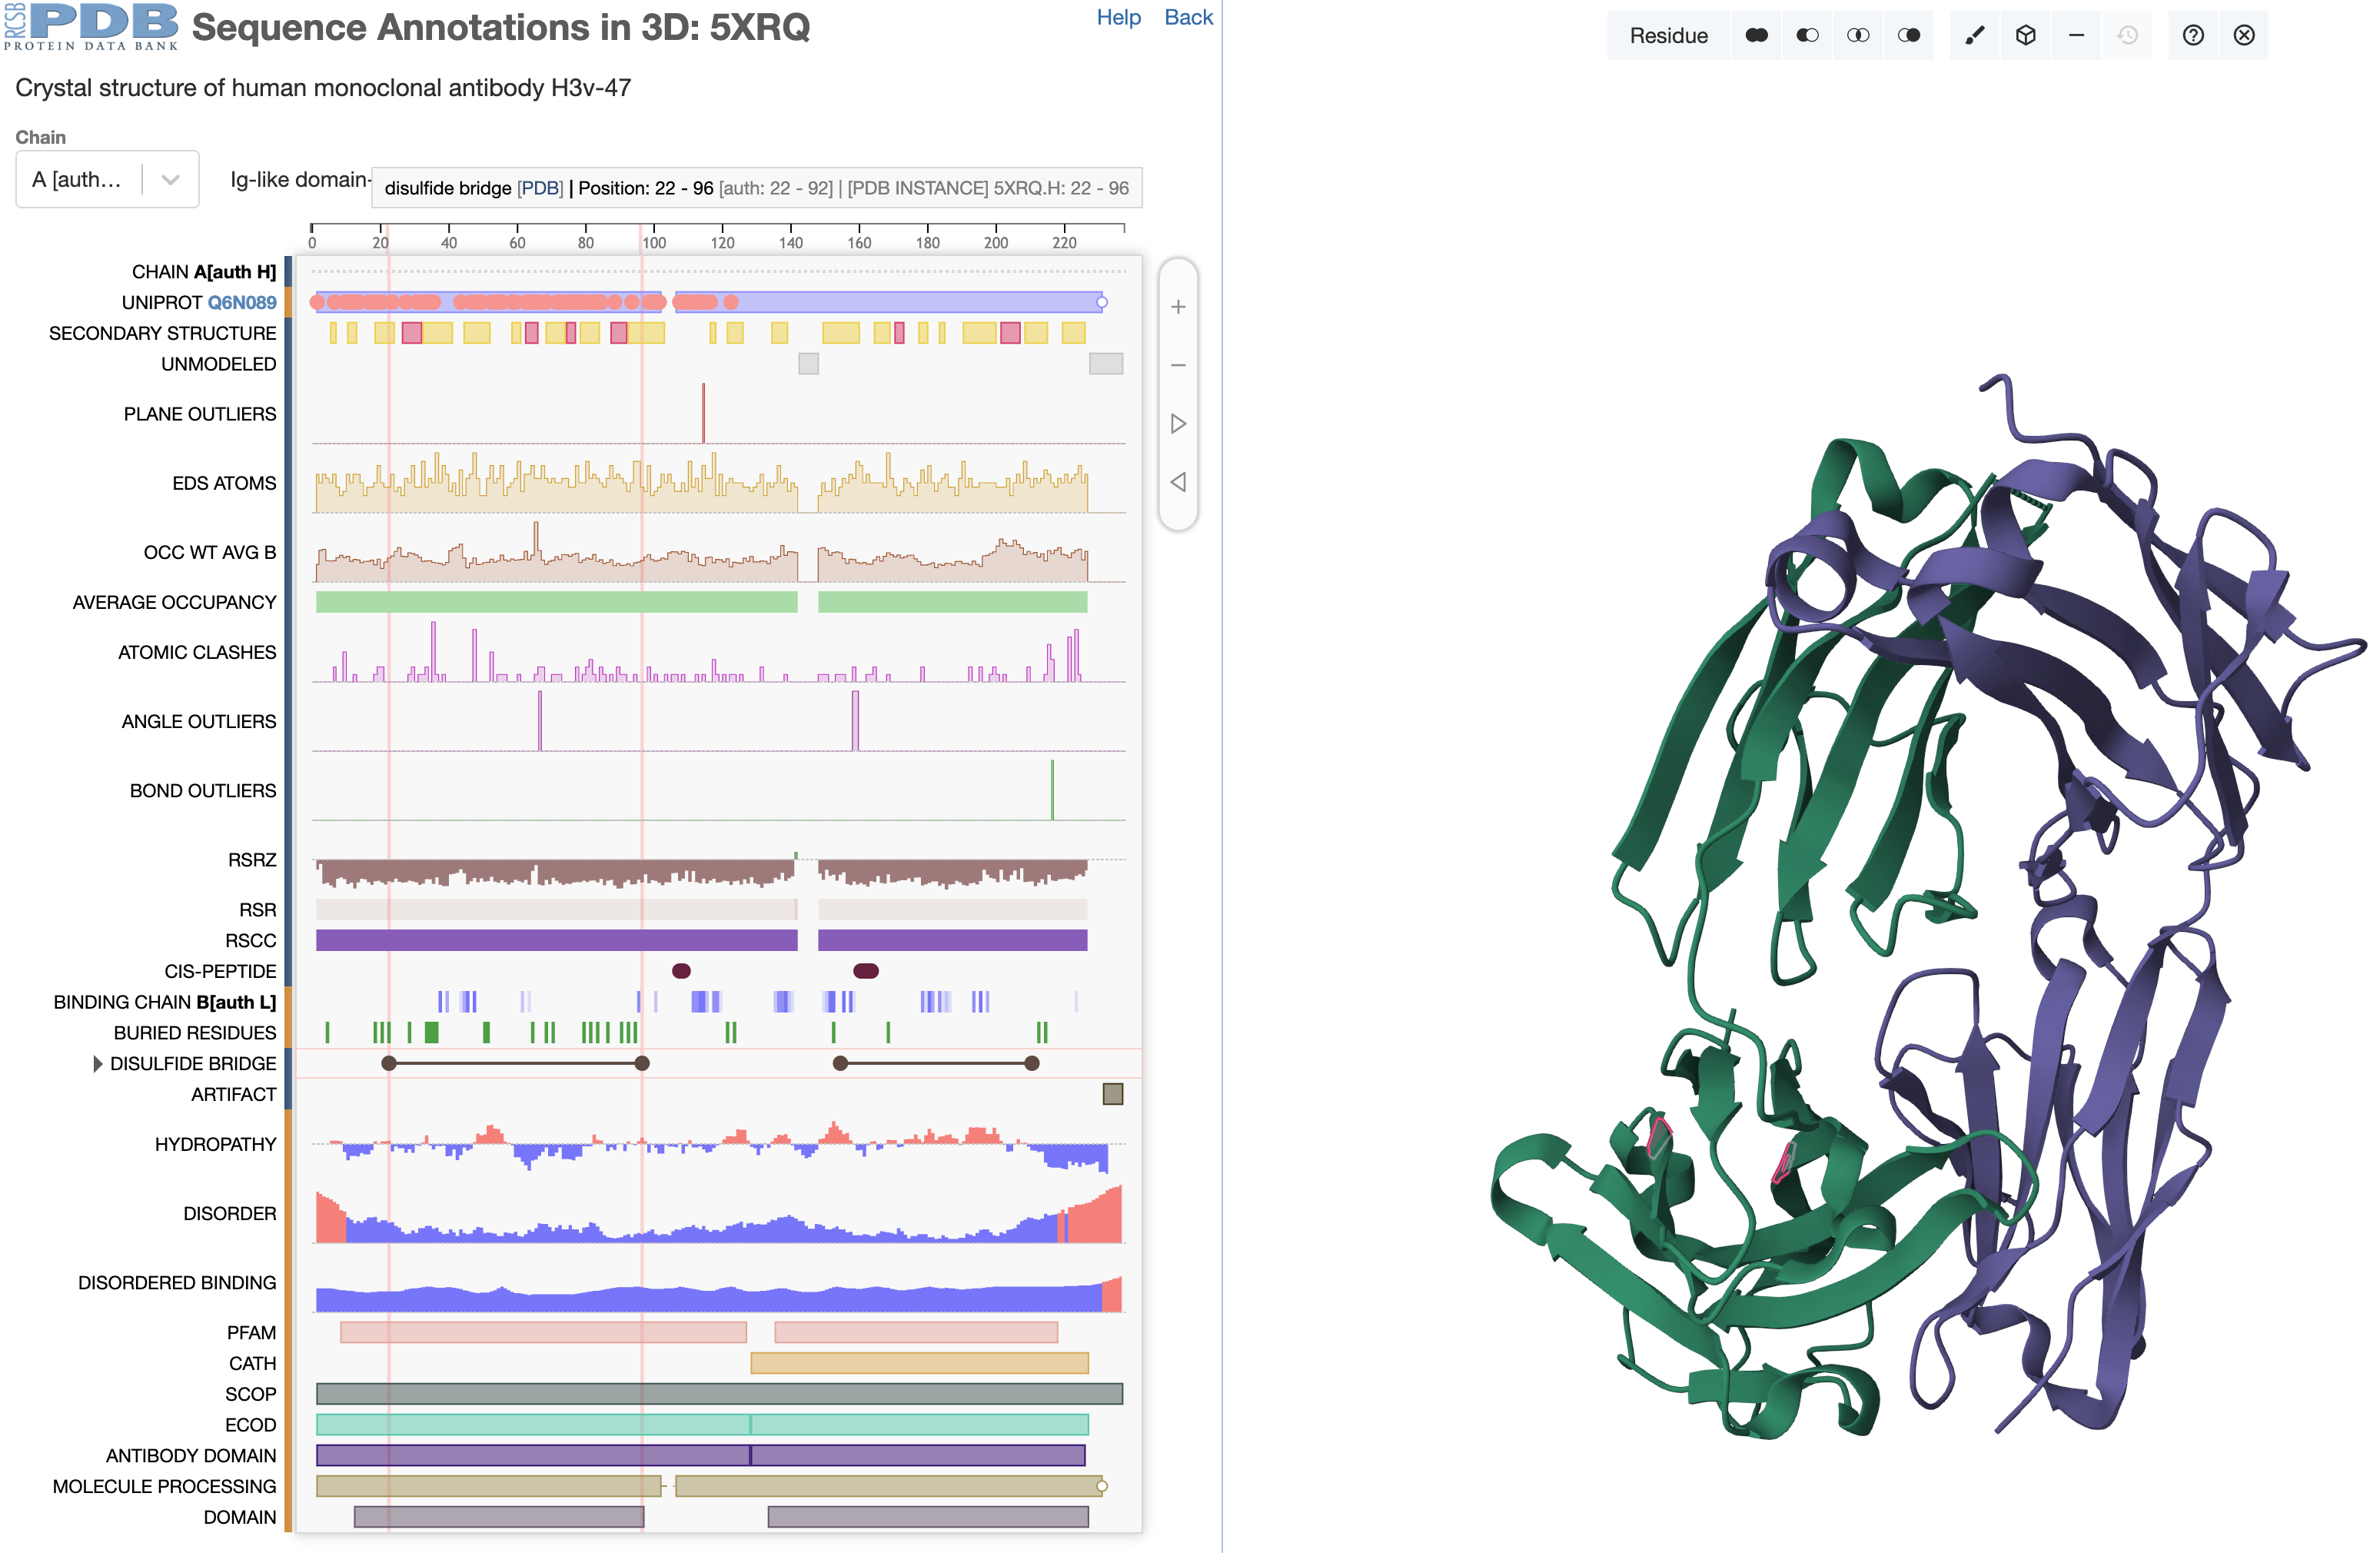 RCSB PDB
PROTEIN DATA BANK
Sequence Annotations in 3D: 5XRQ
Help Back
Residue
Crystal structure of human monoclonal antibody H3v-47
Chain
A [auth...
Ig-like domain-
disulfide bridge [PDB] | Position: 22 - 96 [auth: 22 - 92] | [PDB INSTANCE] 5XRQ.H: 22 - 96
0 20 40 60 80 100 120 140 160 180 200 220
CHAIN A[auth H]
UNIPROT Q6N089
SECONDARY STRUCTURE
UNMODELED
PLANE OUTLIERS
EDS ATOMS
OCC WT AVG B
AVERAGE OCCUPANCY
ATOMIC CLASHES
ANGLE OUTLIERS
BOND OUTLIERS
RSRZ
RSR
RSCC
CIS-PEPTIDE
BINDING CHAIN B[auth L]
BURIED RESIDUES
DISULFIDE BRIDGE
ARTIFACT
HYDROPATHY
DISORDER
DISORDERED BINDING
PFAM
CATH
SCOP
ECOD
ANTIBODY DOMAIN
MOLECULE PROCESSING
DOMAIN